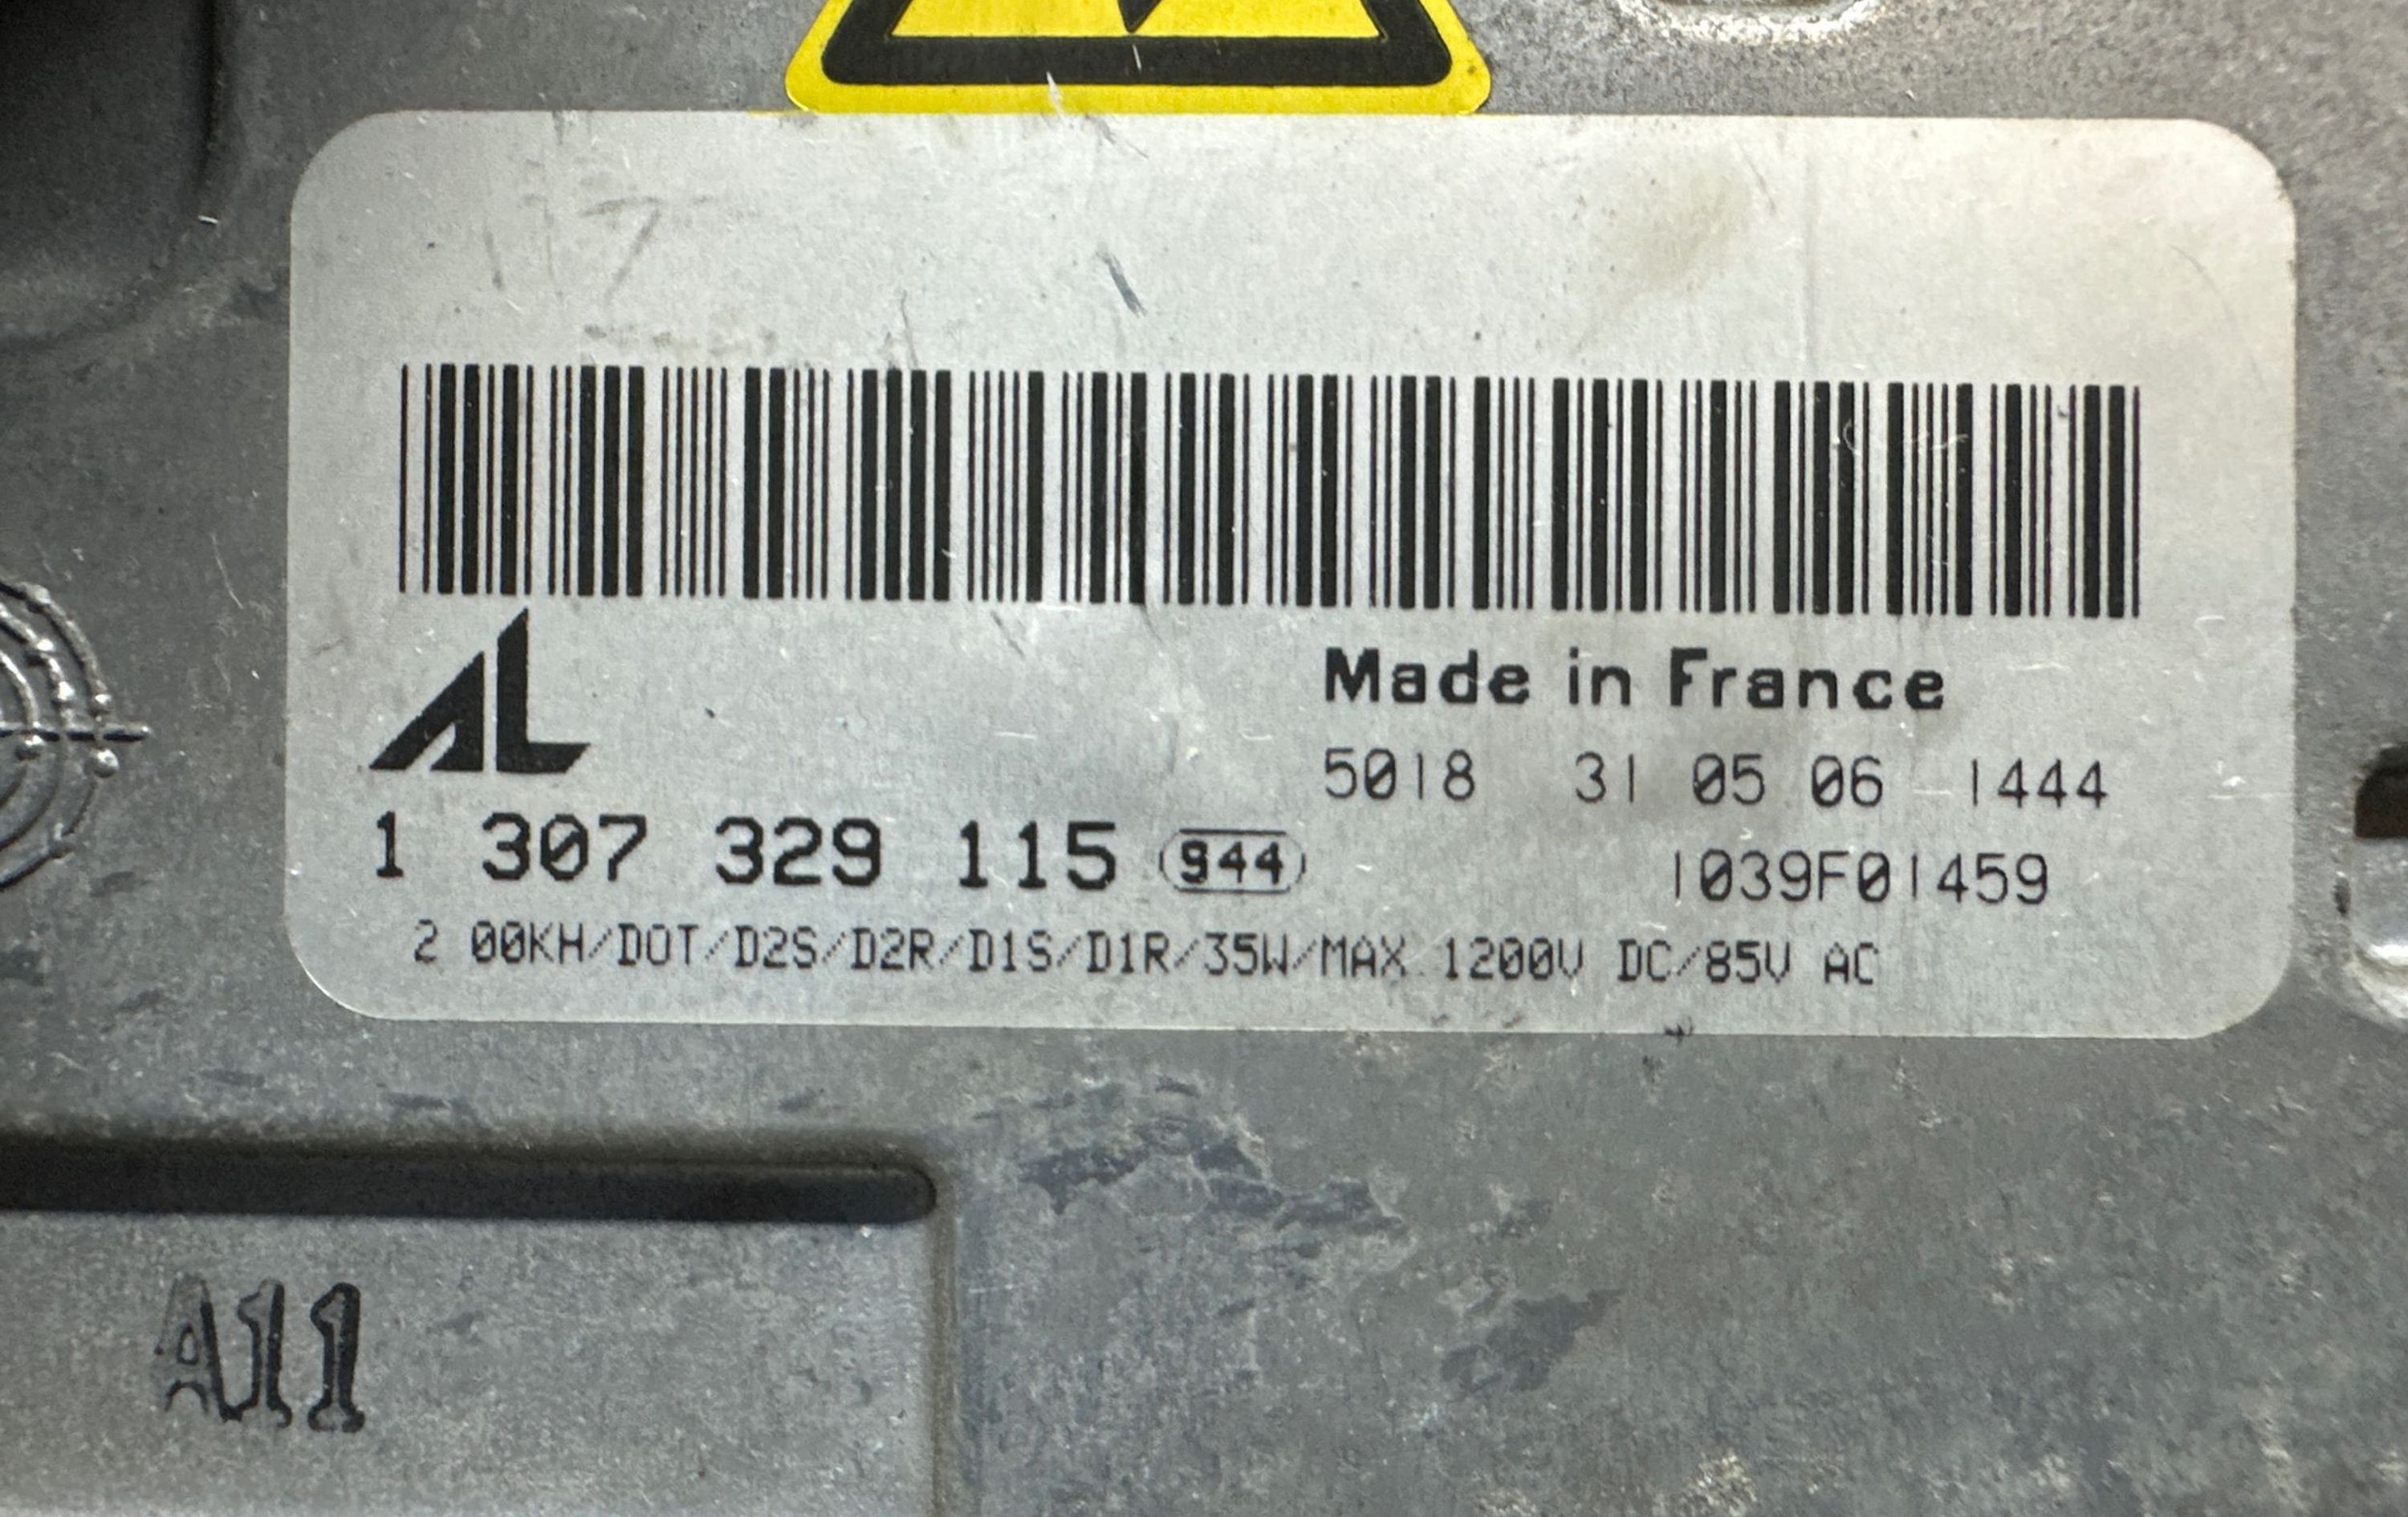 AL
Made in France
5018 31 05 06 1444
1 307 329 115 944
1039F01459
2 00KH/DOT/D2S/D2R/D1S/D1R/35W/MAX 1200V DC/85V AC
A11